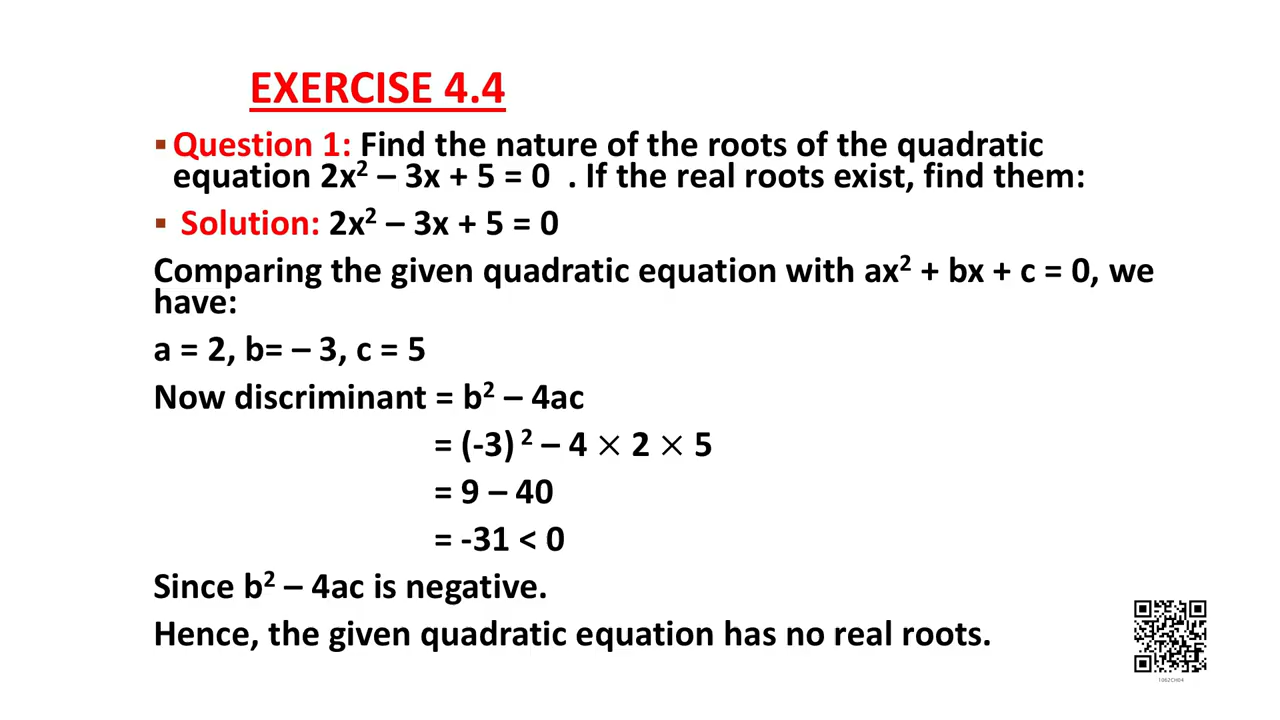 EXERCISE 4.4
▪ Question 1: Find the nature of the roots of the quadratic
equation 2x² – 3x + 5 = 0 . If the real roots exist, find them:
▪ Solution: 2x² – 3x + 5 = 0
Comparing the given quadratic equation with ax² + bx + c = 0, we
have:
a = 2, b= – 3, c = 5
Now discriminant = b² – 4ac
= (-3) ² – 4 × 2 × 5
= 9 – 40
= -31 < 0
Since b² – 4ac is negative.
Hence, the given quadratic equation has no real roots.
1062CH04